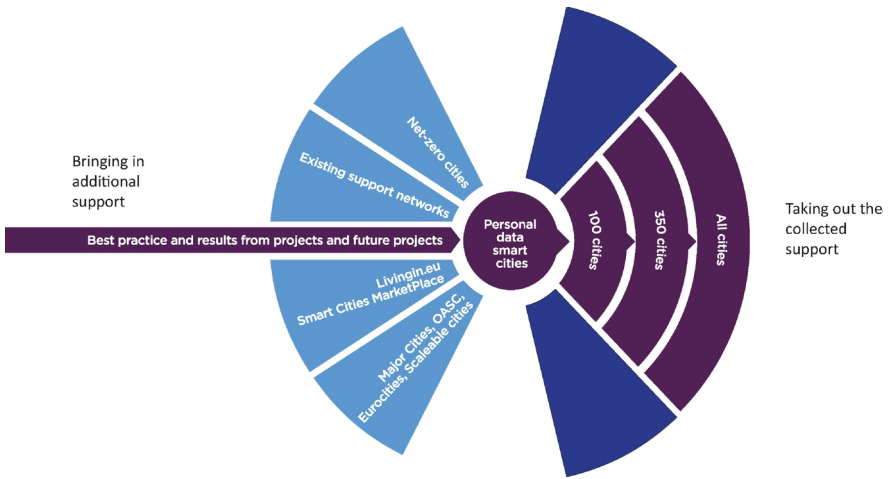 Bringing in
additional
support
Net-zero cities
Existing support networks
Best practice and results from projects and future projects
Livingin.eu
Smart Cities MarketPlace
Major Cities, OASC,
Eurocities, Scaleable cities
Personal
data
smart
cities
100 cities
350 cities
All cities
Taking out the
collected
support